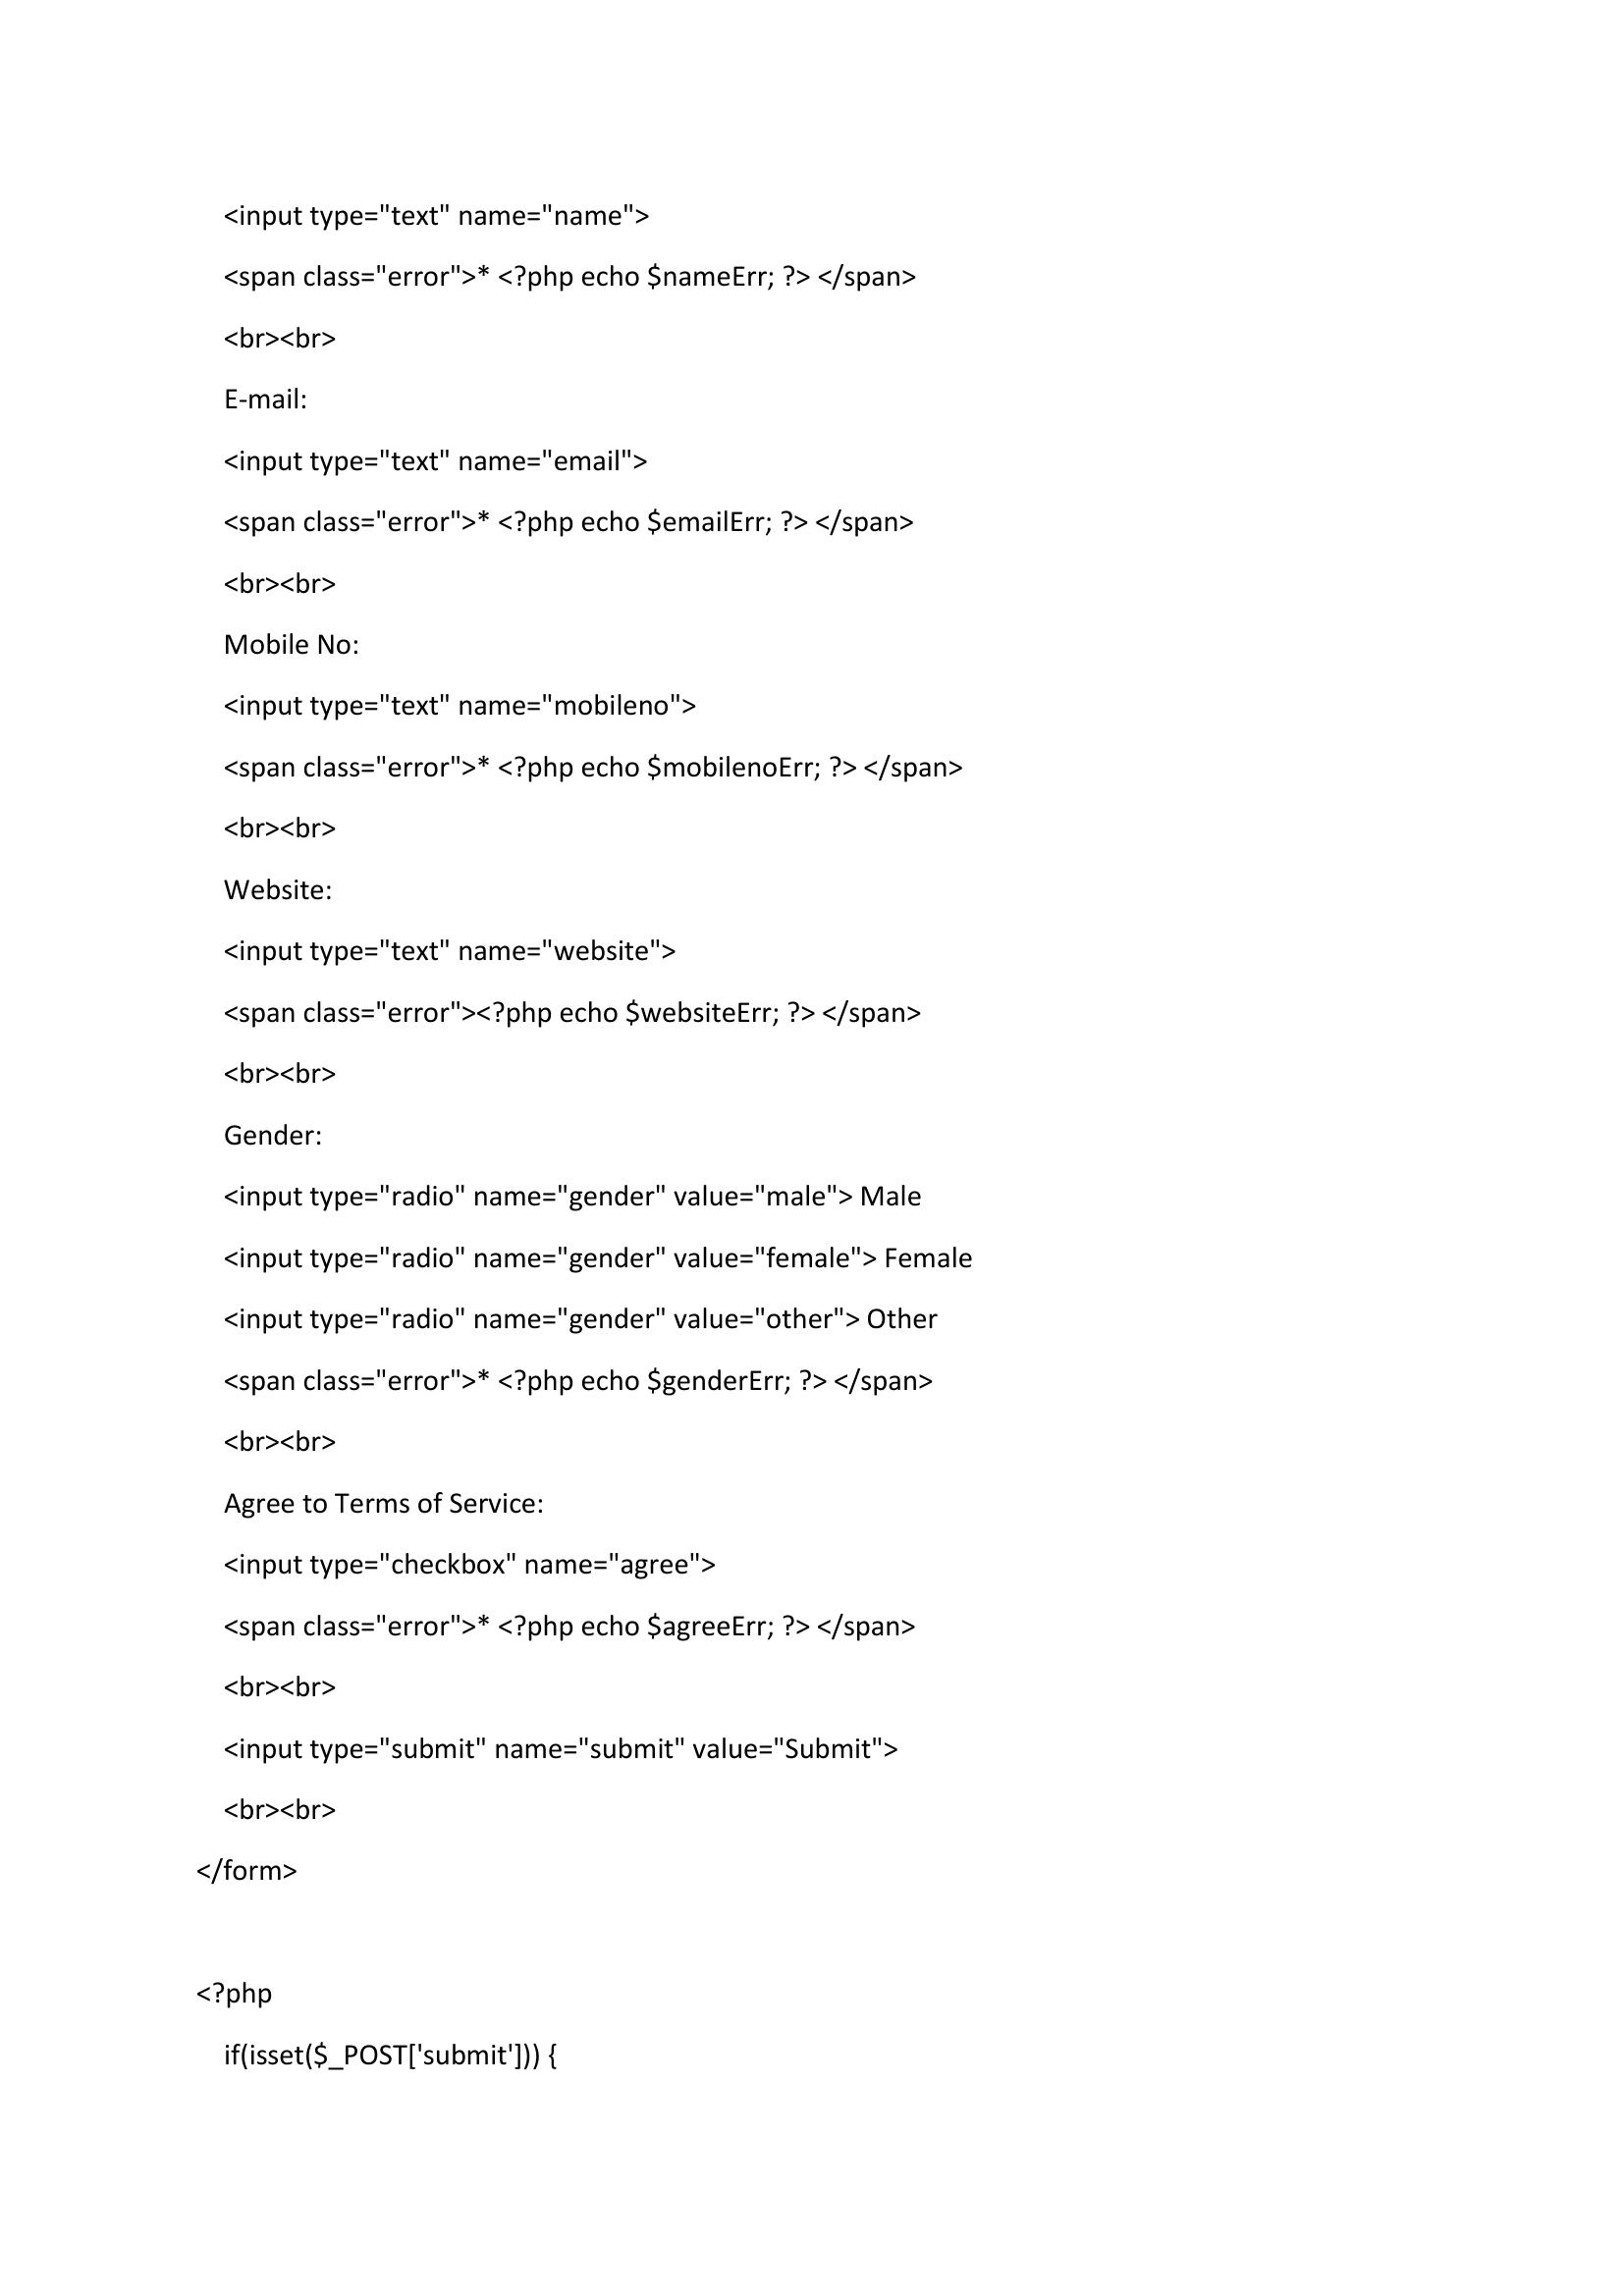 <input type="text" name="name">
<span class="error">* <?php echo $nameErr; ?> </span>
<br><br>
E-mail:
<input type="text" name="email">
<span class="error">* <?php echo $emailErr; ?> </span>
<br><br>
Mobile No:
<input type="text" name="mobileno">
<span class="error">* <?php echo $mobilenoErr; ?> </span>
<br><br>
Website:
<input type="text" name="website">
<span class="error"><?php echo $websiteErr; ?> </span>
<br><br>
Gender:
<input type="radio" name="gender" value="male"> Male
<input type="radio" name="gender" value="female"> Female
<input type="radio" name="gender" value="other"> Other
<span class="error">* <?php echo $genderErr; ?> </span>
<br><br>
Agree to Terms of Service:
<input type="checkbox" name="agree">
<span class="error">* <?php echo $agreeErr; ?> </span>
<br><br>
<input type="submit" name="submit" value="Submit">
<br><br>
</form>
<?php
if(isset($_POST['submit'])) {